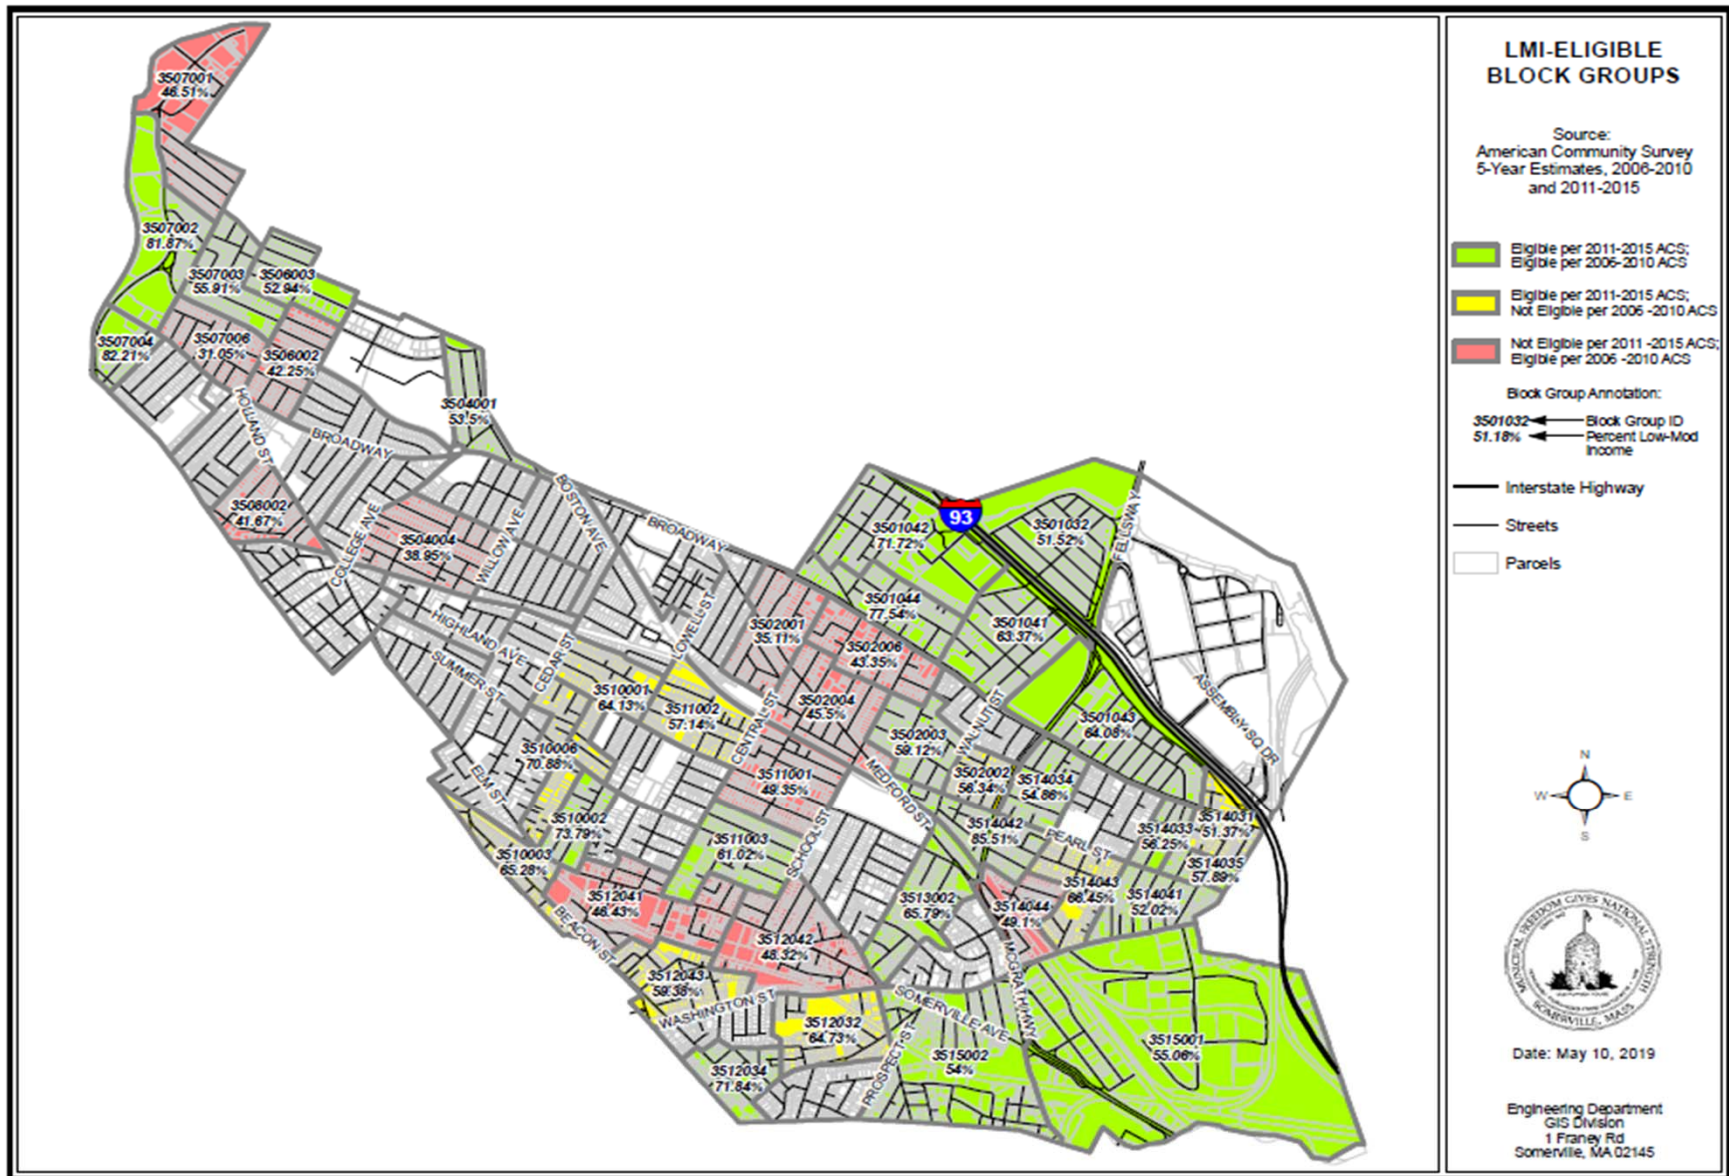 LMI-ELIGIBLE
BLOCK GROUPS
Source:
American Community Survey
5-Year Estimates, 2006-2010
and 2011-2015
Eligible per 2011-2015 ACS;
Eligible per 2006-2010 ACS
Eligible per 2011-2015 ACS;
Not Eligible per 2006 -2010 ACS
Not Eligible per 2011 -2015 ACS;
Eligible per 2006 -2010 ACS
Block Group Annotation:
3501032 Block Group ID
51.18% Percent Low-Mod
Income
Interstate Highway
Streets
Parcels
N
W E
S
MUNICIPAL FREEDOM GIVES NATIONAL STRENGTH
SOMERVILLE, MASS
Date: May 10, 2019
Engineering Department
GIS Division
1 Franey Rd
Somerville, MA 02145
3507001
46.51%
3507002
81.87%
3507003
55.91%
3506003
52.94%
3507004
82.21%
3507006
31.05%
3506002
42.25%
3504001
53.5%
HOLLAND ST
BROADWAY
3508002
41.67%
COLLEGE AVE
3504004
38.95%
WILLOW AVE
BOSTON AVE
BROADWAY
3501042
71.72%
93
3501032
51.52%
FELLSWAY
3501044
77.54%
3501041
63.37%
HIGHLAND AVE
SUMMER ST
CEDAR ST
LOWELL ST
3502001
35.11%
3502006
43.35%
3510001
64.13%
3511002
57.14%
CENTRAL ST
3502004
45.5%
3502003
59.12%
WALNUT ST
3501043
64.08%
ASSEMBLY SQ DR
3510006
70.88%
ELM ST
3511001
49.35%
MEDFORD ST
3502002
56.34%
3514034
54.86%
3510002
73.79%
3510003
65.28%
3511003
61.02%
SCHOOL ST
3514042
85.51%
PEARL ST
3514033
56.25%
3514031
51.37%
3514035
57.89%
3512041
46.43%
BEACON ST
3513002
65.79%
3514044
49.1%
3514043
66.45%
3514041
52.02%
3512042
48.32%
MCGRATH HWY
3512043
59.38%
WASHINGTON ST
3512032
64.73%
SOMERVILLE AVE
PROSPECT ST
3512034
71.84%
3515002
54%
3515001
55.06%